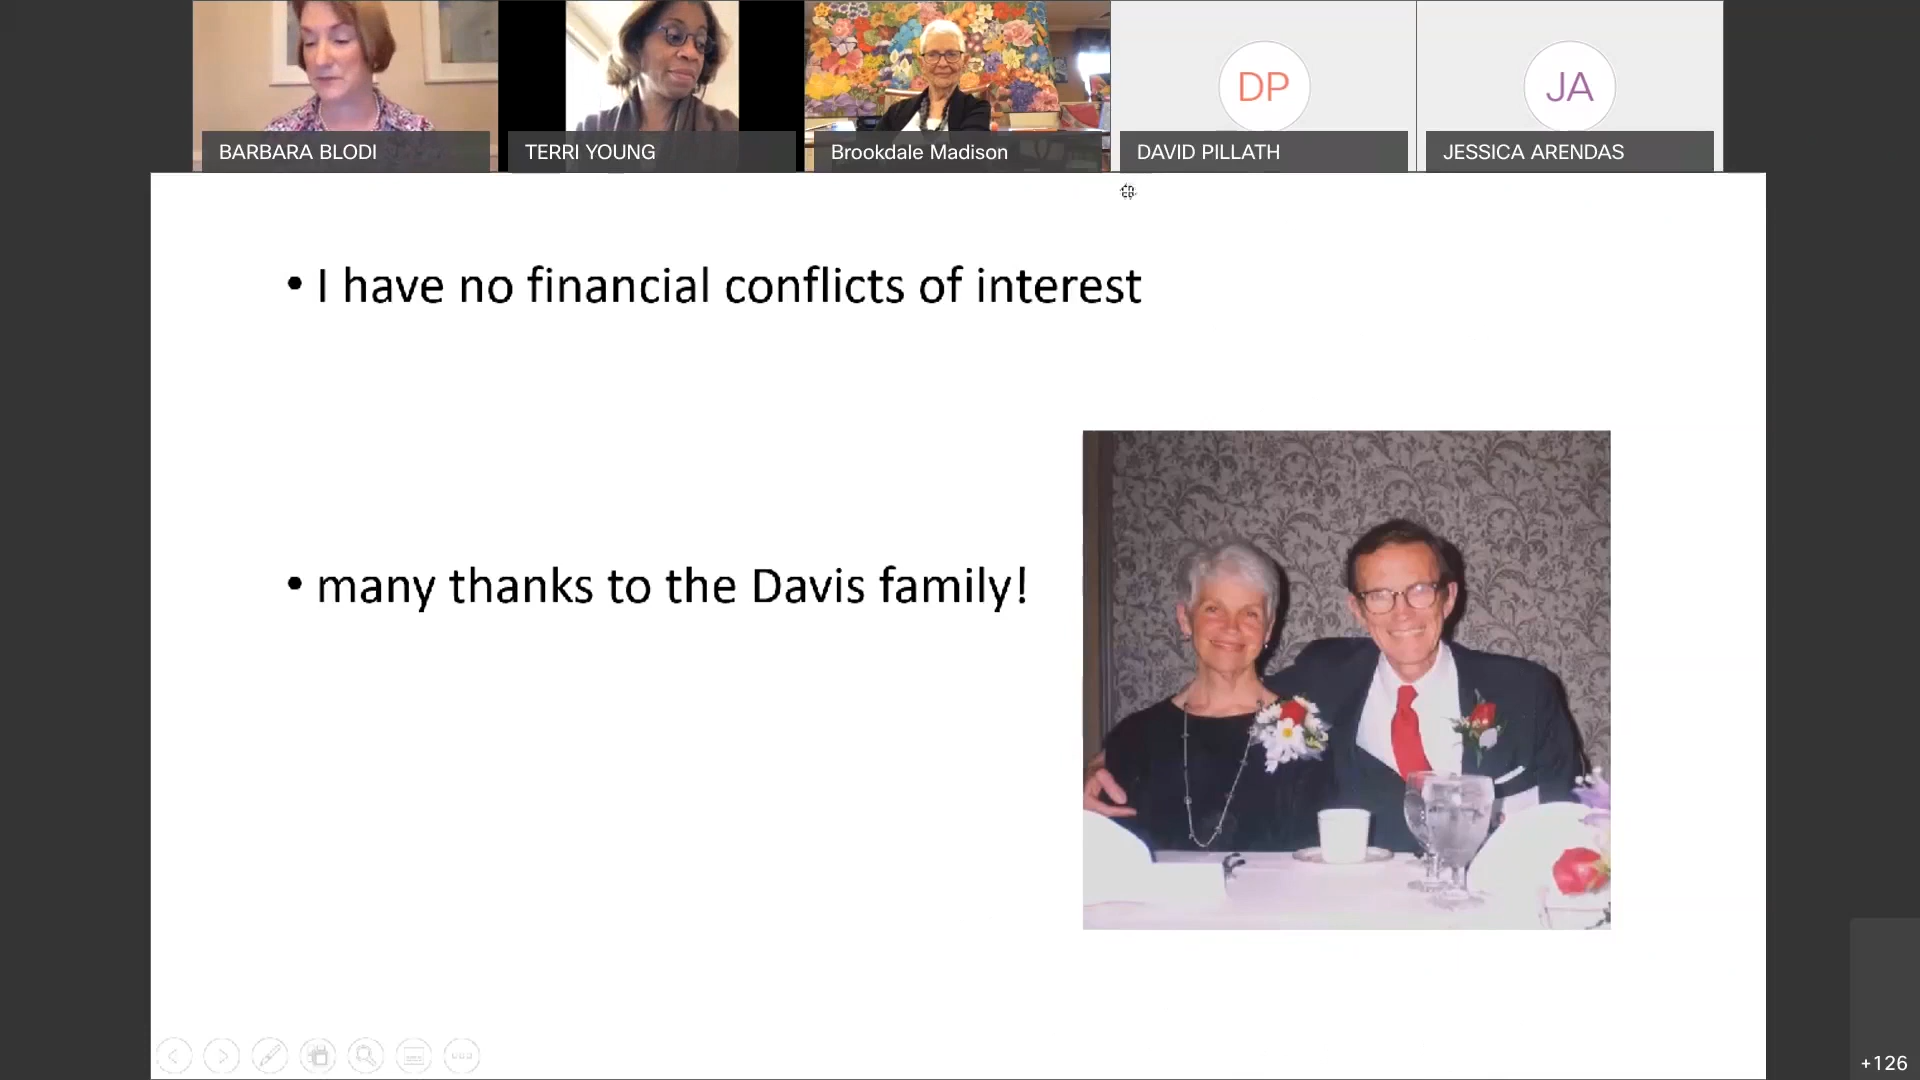 BARBARA BLODI
TERRI YOUNG
Brookdale Madison
DP
DAVID PILLATH
JA
JESSICA ARENDAS
• I have no financial conflicts of interest
• many thanks to the Davis family!
+126